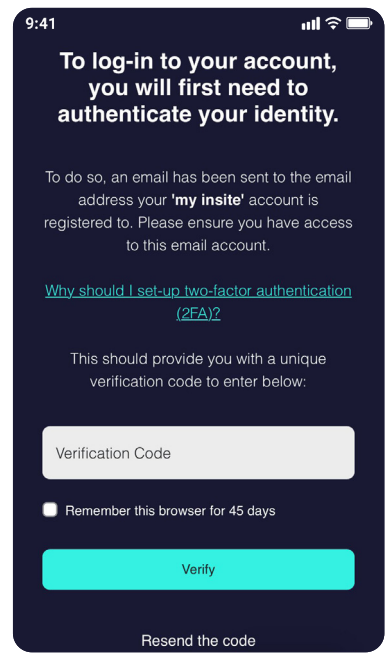 9:41
To log-in to your account,
you will first need to
authenticate your identity.
To do so, an email has been sent to the email
address your 'my insite' account is
registered to. Please ensure you have access
to this email account.
Why should I set-up two-factor authentication
(2FA)?
This should provide you with a unique
verification code to enter below:
Verification Code
Remember this browser for 45 days
Verify
Resend the code